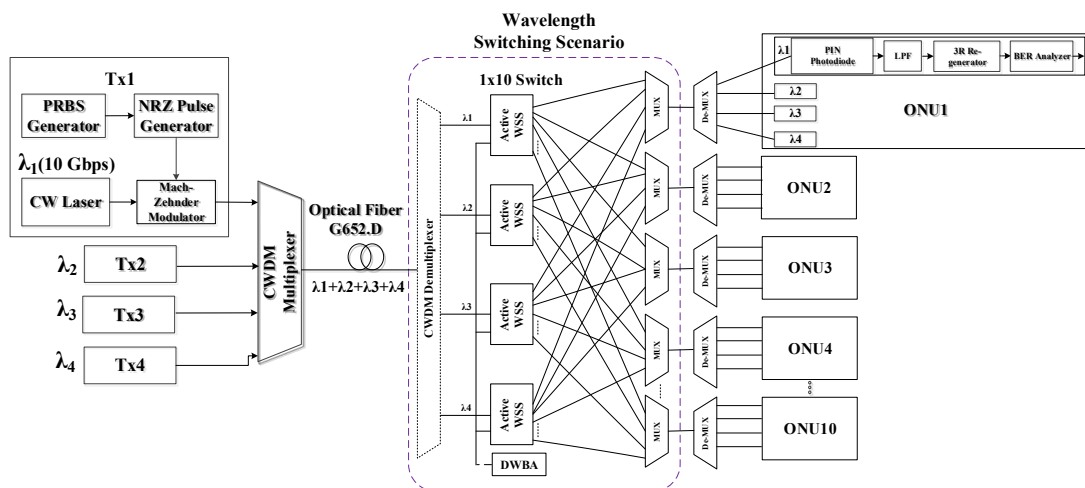 Wavelength
Switching Scenario
Tx1
PRBS
Generator
NRZ Pulse
Generator
λ1(10 Gbps)
CW Laser
Mach-
Zehnder
Modulator
λ2
Tx2
λ3
Tx3
λ4
Tx4
CWDM
Multiplexer
Optical Fiber
G652.D
λ1+λ2+λ3+λ4
CWDM Demultiplexer
1x10 Switch
λ1
Active
WSS
λ2
Active
WSS
λ3
Active
WSS
λ4
Active
WSS
DWBA
MUX
MUX
MUX
MUX
MUX
De-MUX
De-MUX
De-MUX
De-MUX
De-MUX
λ1
PIN
Photodiode
LPF
3R Re-
generator
BER Analyzer
λ2
λ3
λ4
ONU1
ONU2
ONU3
ONU4
ONU10